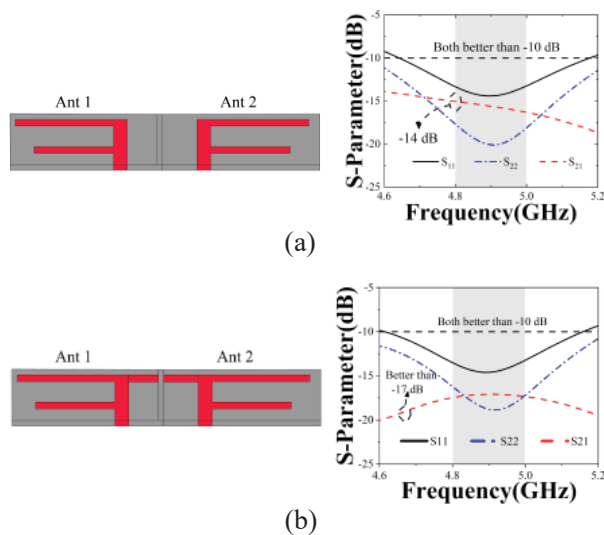 (a)
Ant 1
Ant 2
S-Parameter(dB)
-5
-10
-15
-20
-25
Both better than -10 dB
-14 dB
S11
S22
S21
4.6
4.8
5.0
5.2
Frequency(GHz)
(a)
Ant 1
Ant 2
S-Parameter(dB)
-5
-10
-15
-20
-25
Both better than -10 dB
Better than
-17 dB
S11
S22
S21
4.6
4.8
5.0
5.2
Frequency(GHz)
(b)